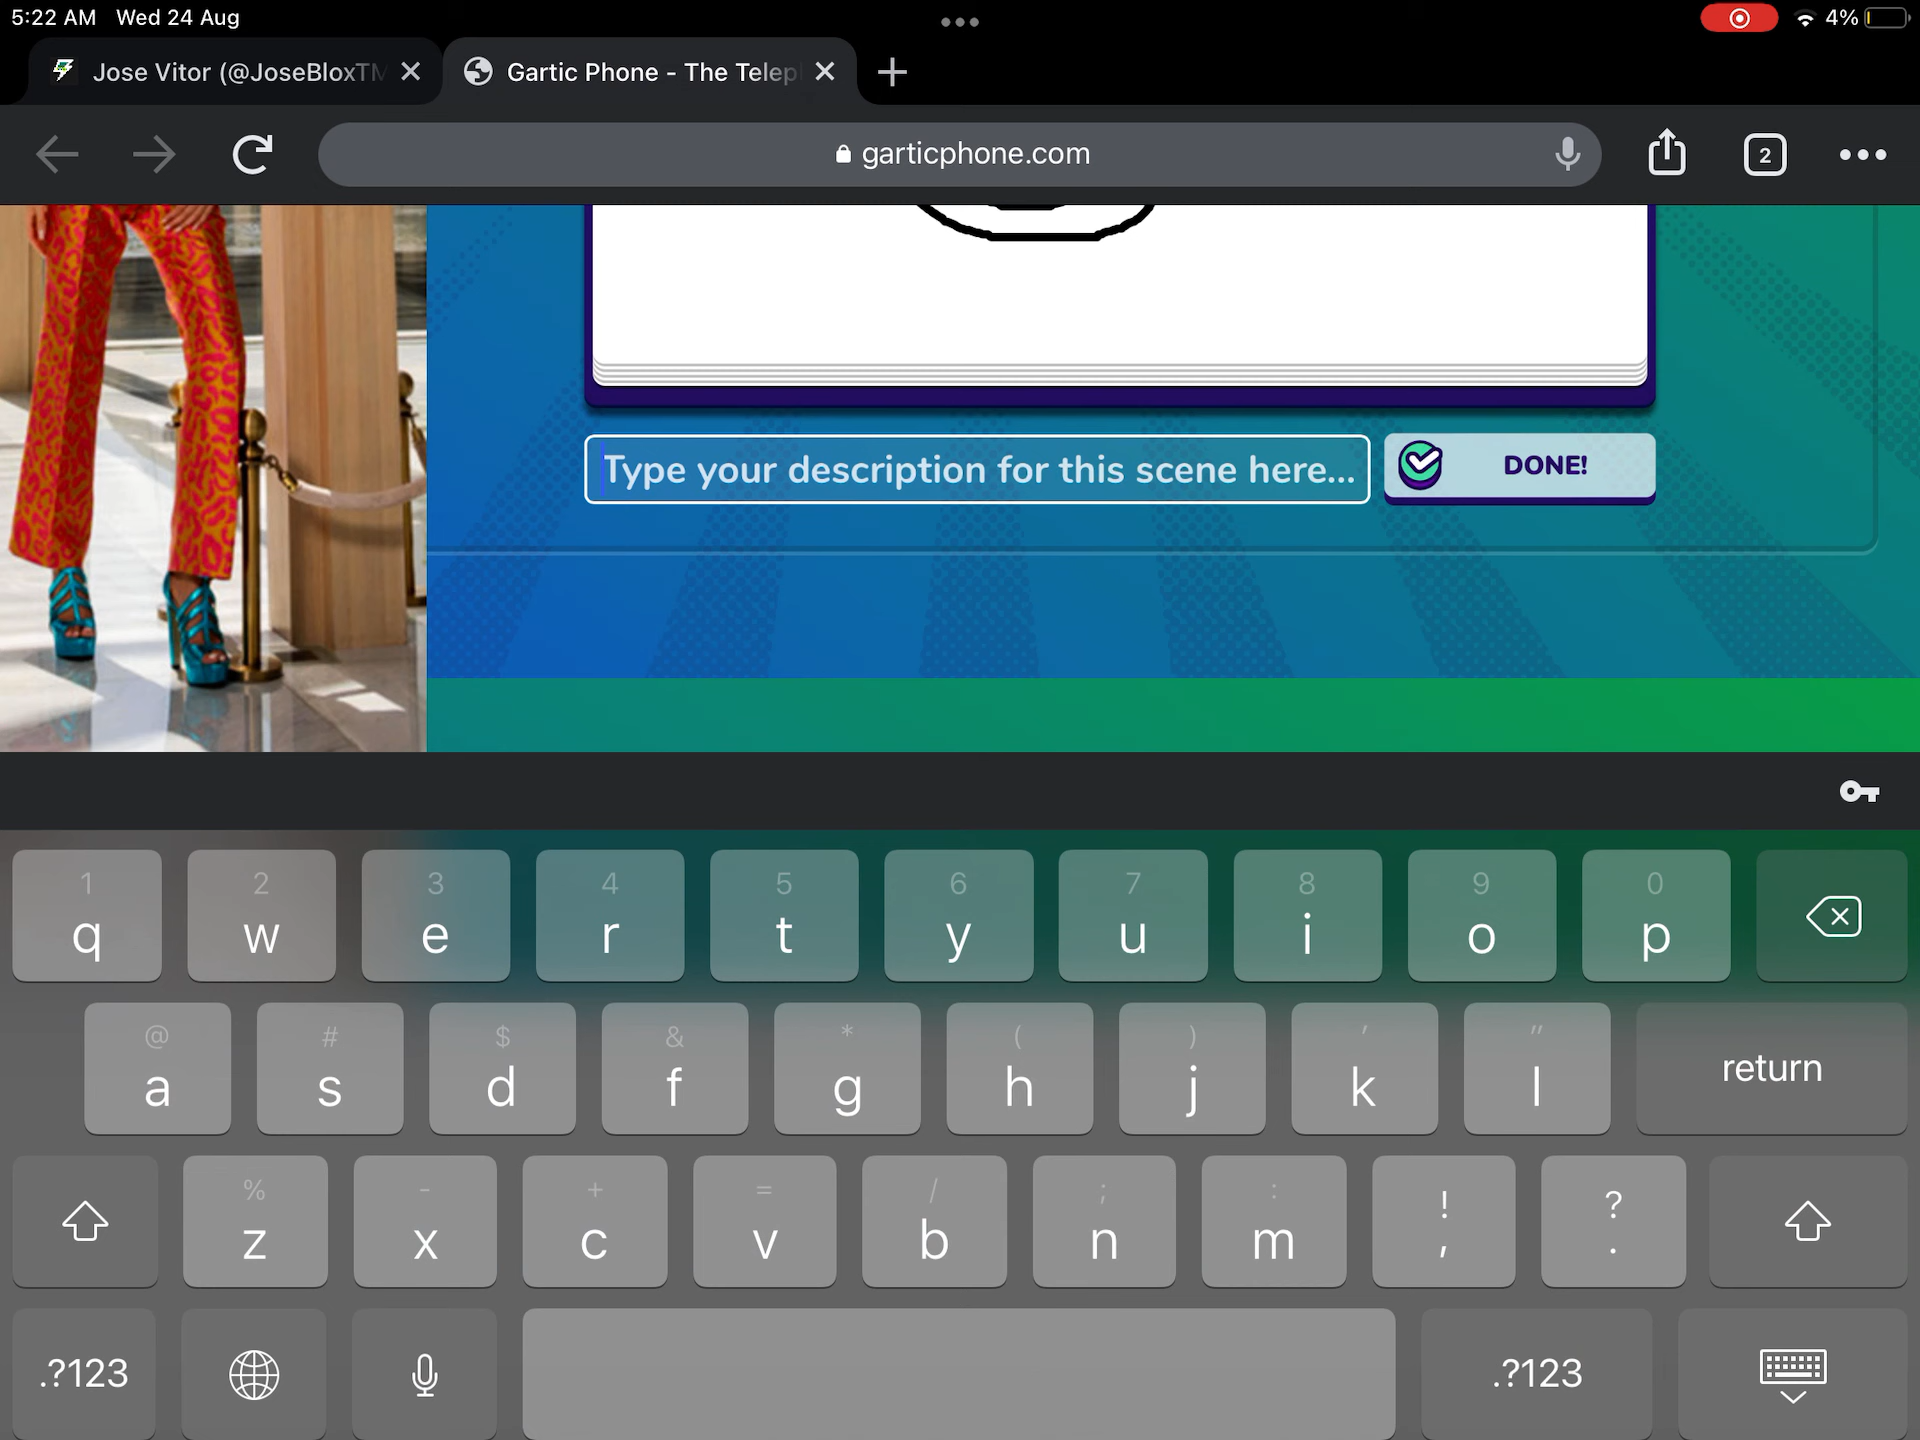 5:22 AM Wed 24 Aug
4%
Jose Vitor (@JoseBloxTM
Gartic Phone - The Telep
garticphone.com
2
Type your description for this scene here...
DONE!
1 2 3 4 5 6 7 8 9 0
q w e r t y u i o p
@ # $ & * ( ) ' "
a s d f g h j k l return
% - + = / ; : ! ?
z x c v b n m , .
.?123 .?123